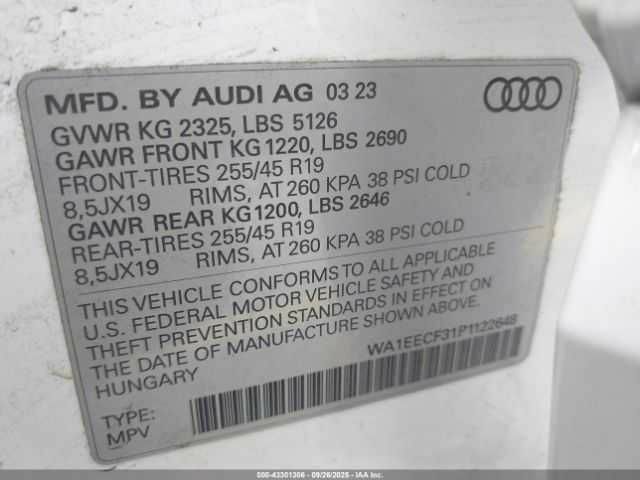 MFD. BY AUDI AG 03 23
GVWR KG 2325, LBS 5126
GAWR FRONT KG 1220, LBS 2690
FRONT-TIRES 255/45 R19
8,5JX19 RIMS, AT 260 KPA 38 PSI COLD
GAWR REAR KG 1200, LBS 2646
REAR-TIRES 255/45 R19
8,5JX19 RIMS, AT 260 KPA 38 PSI COLD
THIS VEHICLE CONFORMS TO ALL APPLICABLE
U.S. FEDERAL MOTOR VEHICLE SAFETY AND
THEFT PREVENTION STANDARDS IN EFFECT ON
THE DATE OF MANUFACTURE SHOWN ABOVE.
HUNGARY
WA1EECF31P1122648
TYPE:
MPV
500-43301306 | 09/26/2025 | IAA Inc.